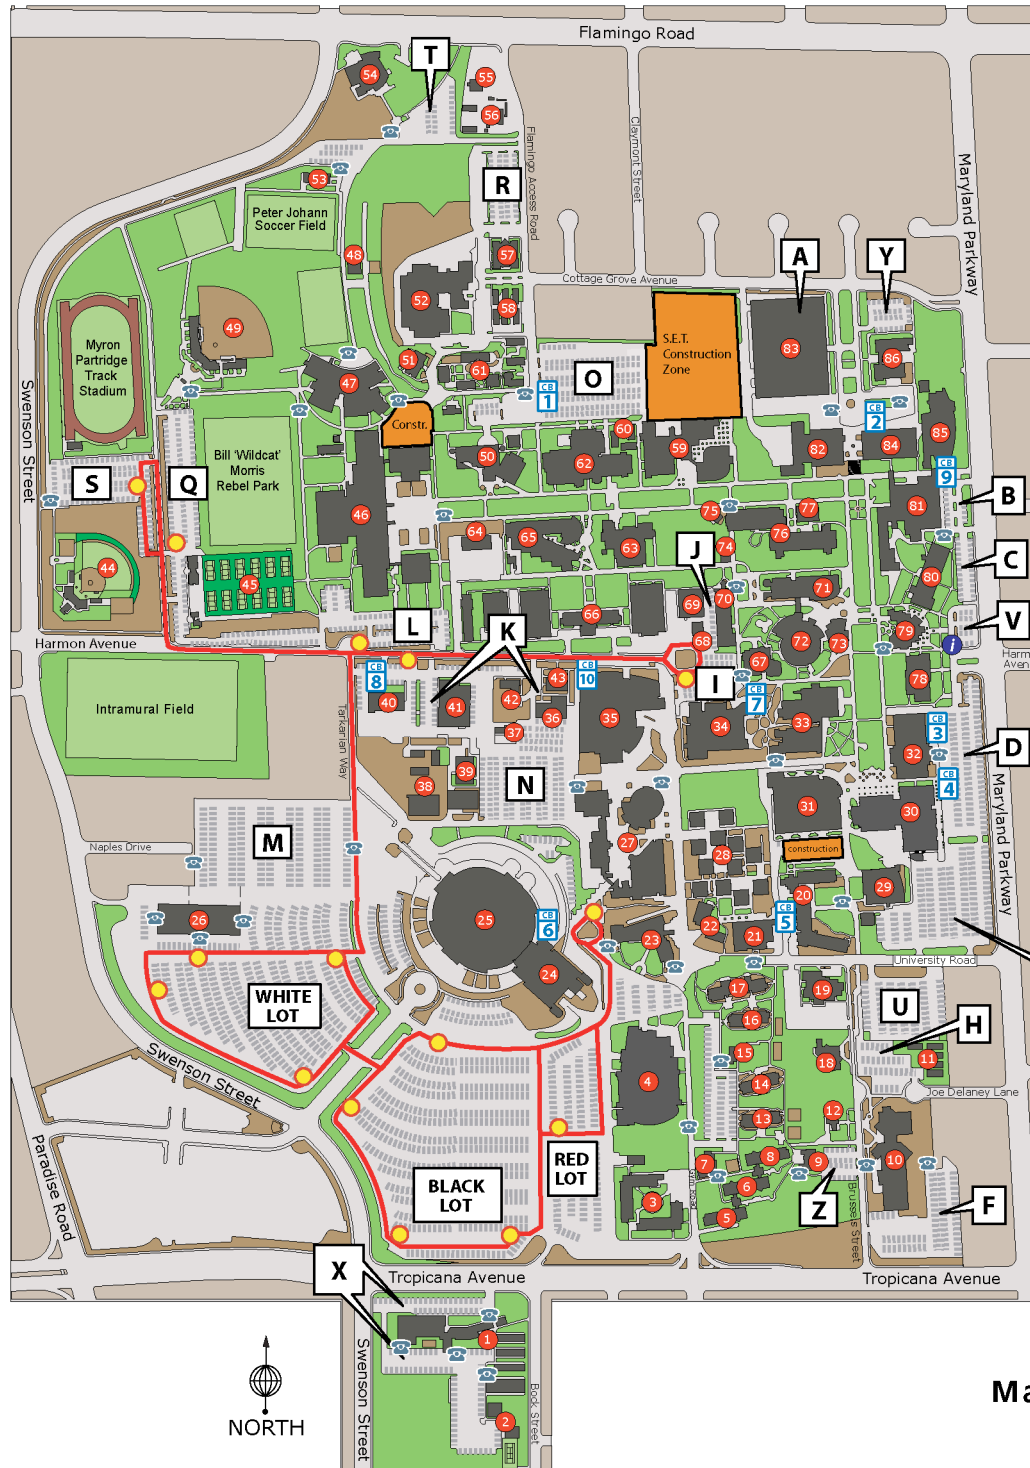 Flamingo Road
T
54
55
56
Flamingo Access Road
Claymont Street
Maryland Parkway
53
R
Peter Johann
Soccer Field
48
57
A
Y
Cottage Grove Avenue
52
58
49
S.E.T.
Construction
Zone
83
86
Myron
Partridge
Track
Stadium
51
61
O
47
CB
1
Swenson Street
Constr.
CB
2
60
59
82
84
85
Bill 'Wildcat'
Morris
Rebel Park
50
62
CB
9
S
Q
B
46
75
77
81
64
65
63
74
76
J
C
44
45
80
71
69
70
66
L
K
68
72
73
79
V
Harmon Avenue
i
Harm
Aven
67
CB
8
CB
10
43
I
78
40
41
42
36
CB
7
Intramural Field
35
34
33
CB
3
Tarkanian Way
37
D
32
38
39
N
CB
4
31
30
Maryland Parkway
M
27
28
construction
Naples Drive
20
29
25
26
CB
6
CB
5
22
21
23
University Road
24
17
19
WHITE
LOT
16
U
H
15
18
11
Swenson Street
4
14
Joe Delaney Lane
13
12
Paradise Road
RED
LOT
7
8
9
10
BLACK
LOT
6
3
Z
F
5
Brussels Street
X
Tropicana Avenue
Tropicana Avenue
1
Swenson Street
Bock Street
2
NORTH
Ma